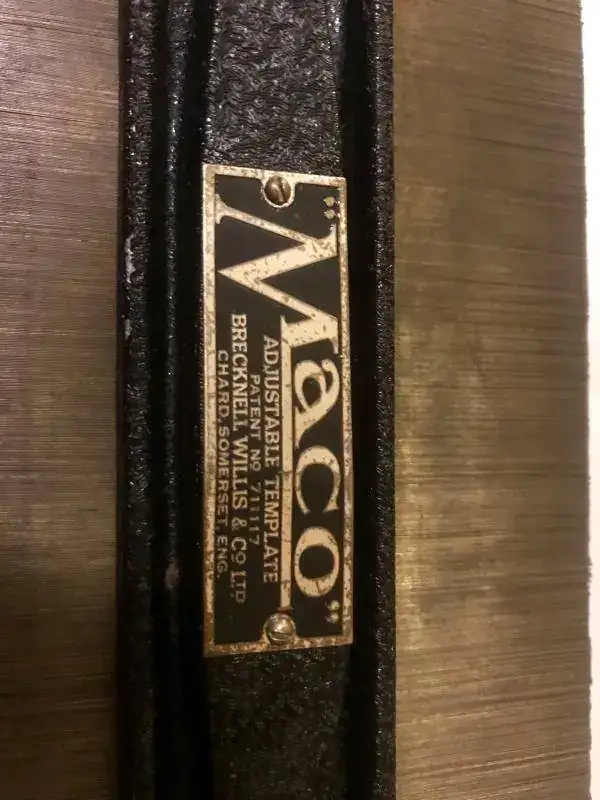 "Maco"
ADJUSTABLE TEMPLATE
PATENT NO 711117
BRECKNELL WILLIS & CO LTD
CHARD, SOMERSET, ENG.